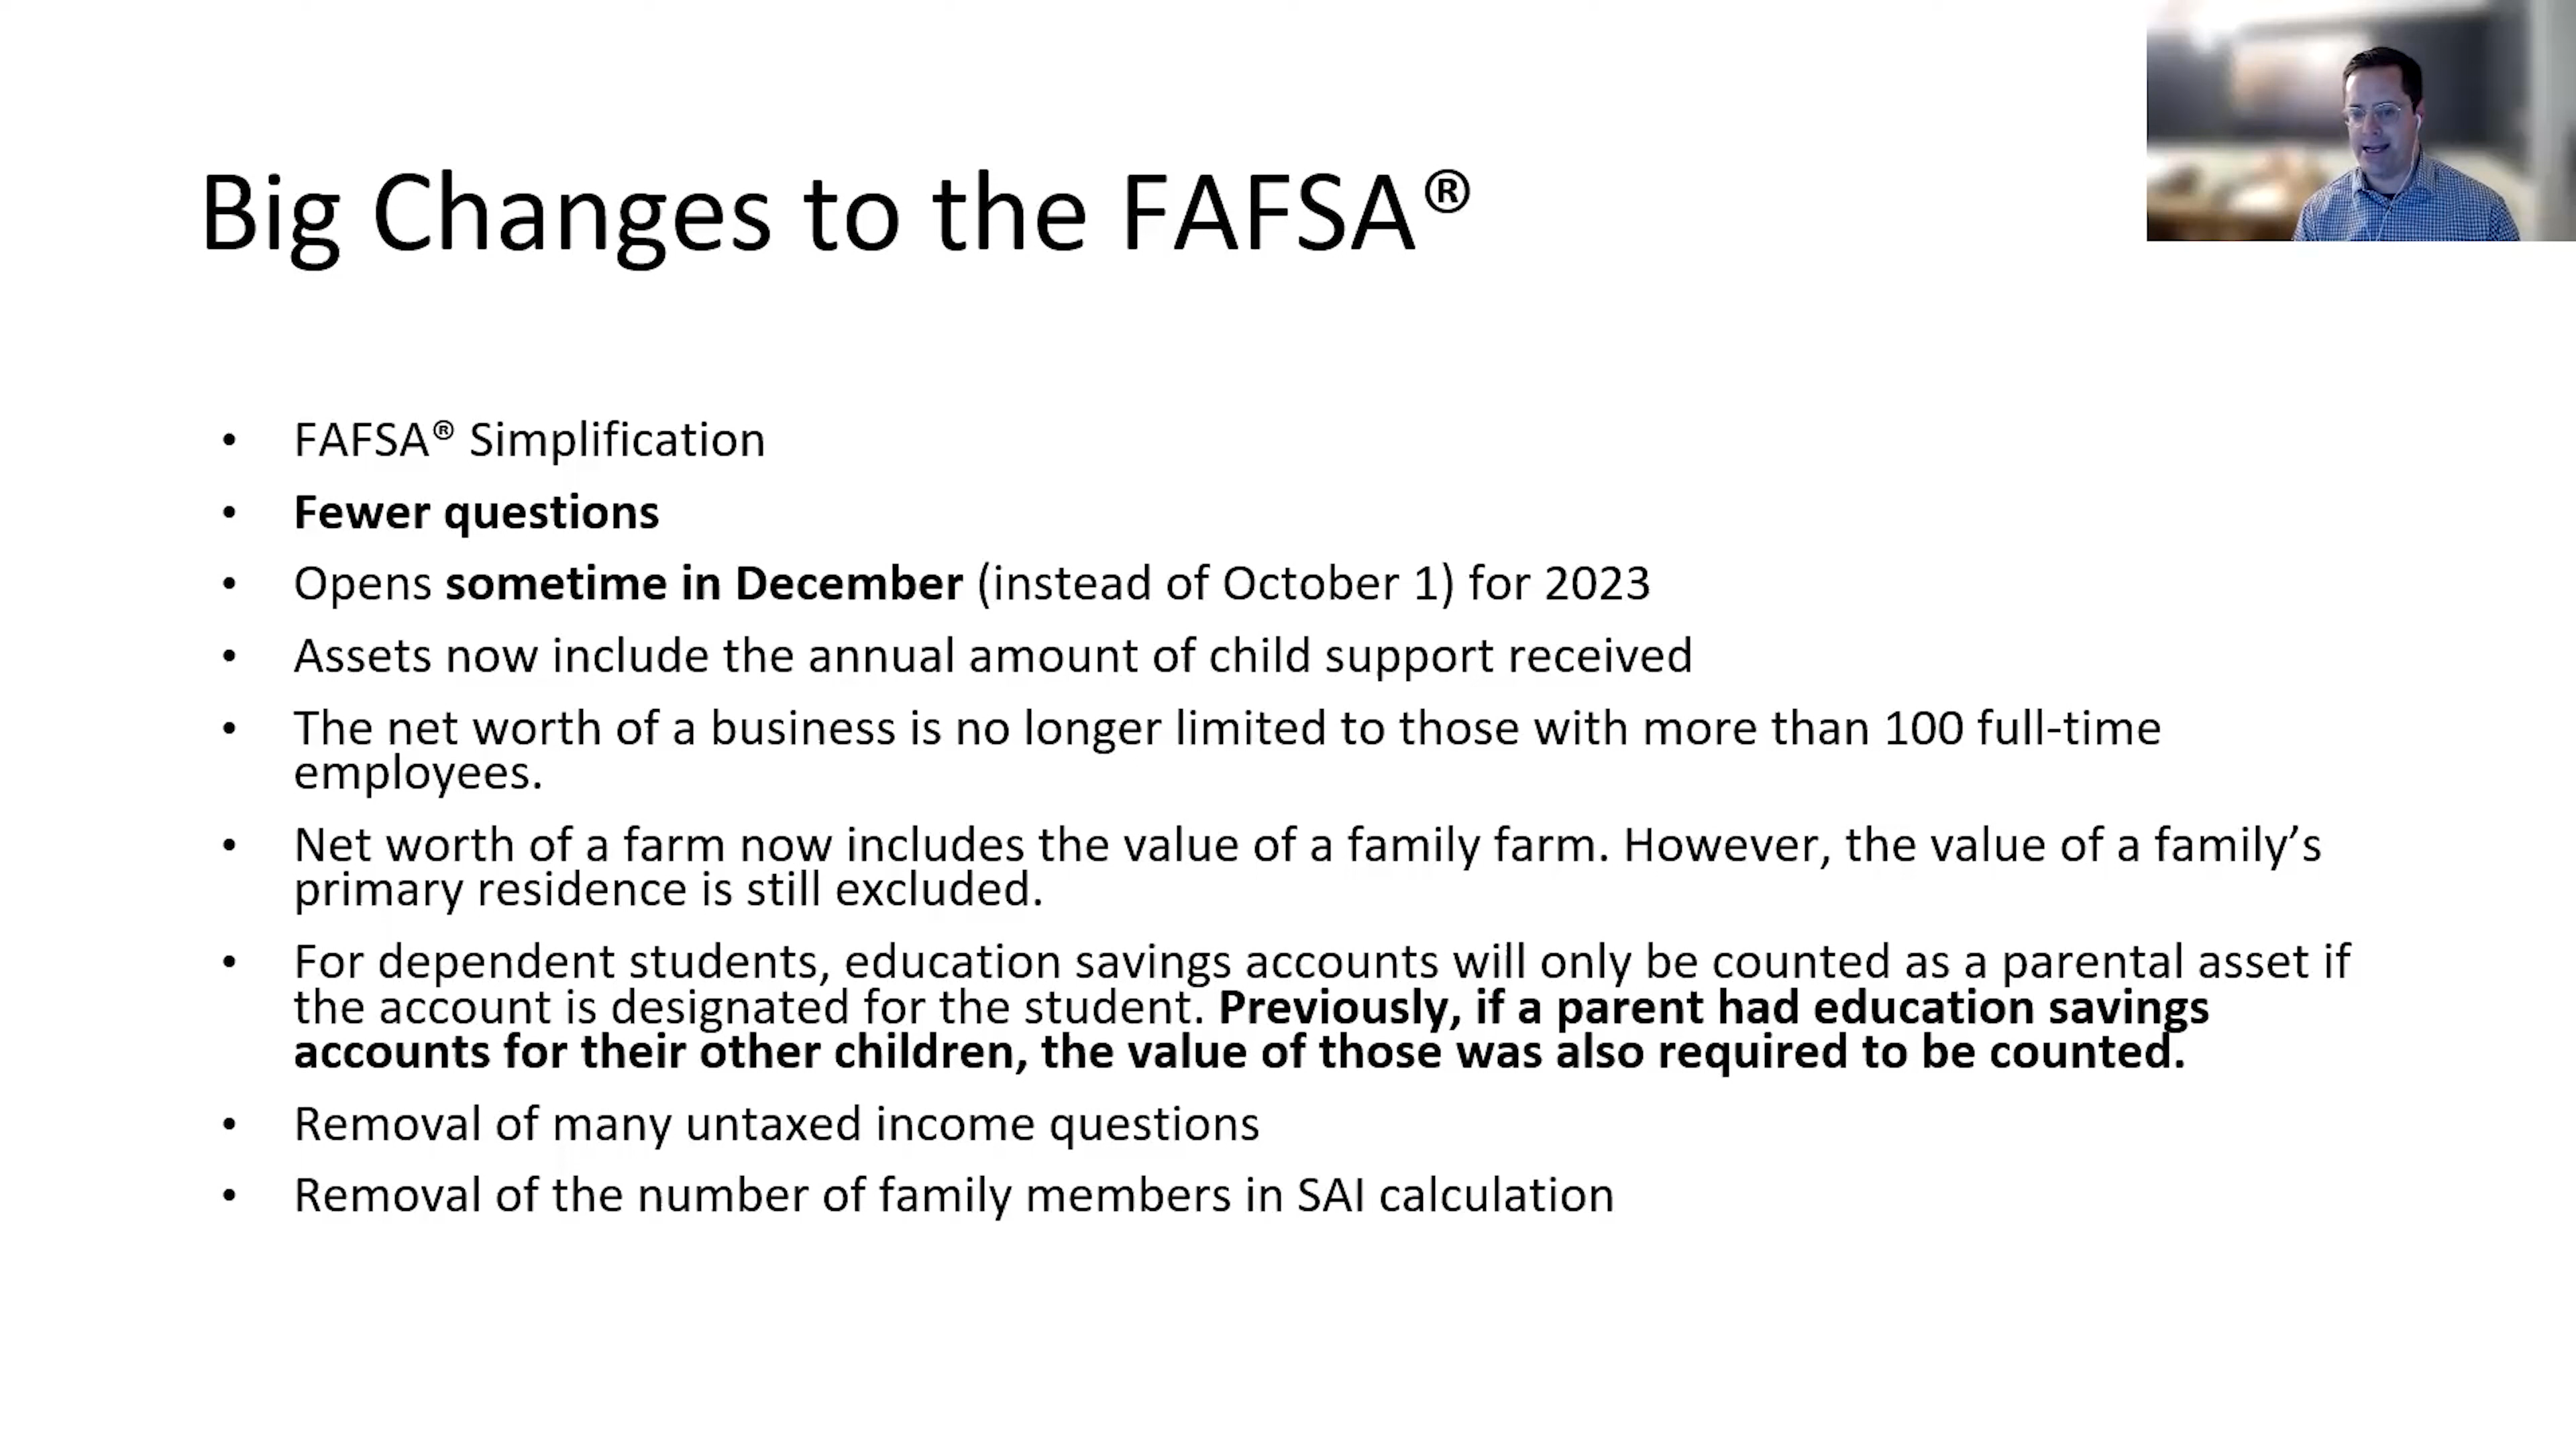 Big Changes to the FAFSA®
• FAFSA® Simplification
• Fewer questions
• Opens sometime in December (instead of October 1) for 2023
• Assets now include the annual amount of child support received
• The net worth of a business is no longer limited to those with more than 100 full-time
employees.
• Net worth of a farm now includes the value of a family farm. However, the value of a family’s
primary residence is still excluded.
• For dependent students, education savings accounts will only be counted as a parental asset if
the account is designated for the student. Previously, if a parent had education savings
accounts for their other children, the value of those was also required to be counted.
• Removal of many untaxed income questions
• Removal of the number of family members in SAI calculation